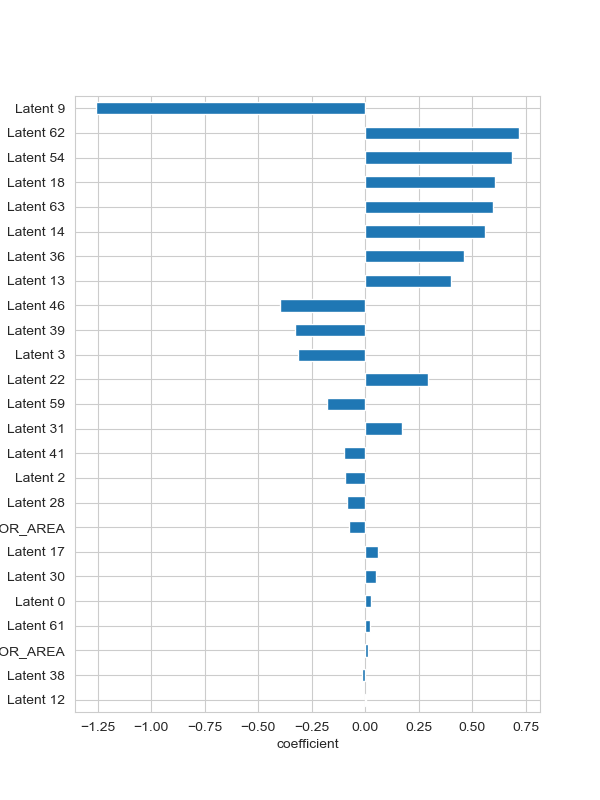 Latent 9
Latent 62
Latent 54
Latent 18
Latent 63
Latent 14
Latent 36
Latent 13
Latent 46
Latent 39
Latent 3
Latent 22
Latent 59
Latent 31
Latent 41
Latent 2
Latent 28
OR_AREA
Latent 17
Latent 30
Latent 0
Latent 61
OR_AREA
Latent 38
Latent 12
−1.25 −1.00 −0.75 −0.50 −0.25 0.00 0.25 0.50 0.75
coefficient